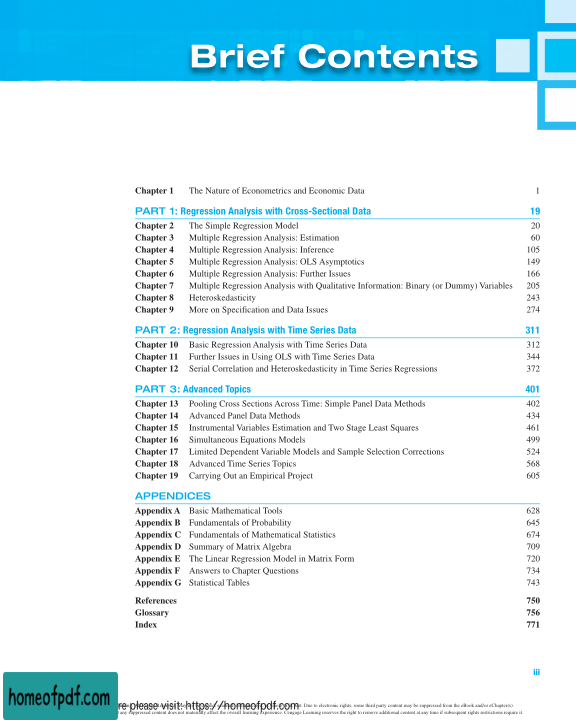 Brief Contents
Chapter 1 The Nature of Econometrics and Economic Data 1
PART 1: Regression Analysis with Cross-Sectional Data 19
Chapter 2 The Simple Regression Model 20
Chapter 3 Multiple Regression Analysis: Estimation 60
Chapter 4 Multiple Regression Analysis: Inference 105
Chapter 5 Multiple Regression Analysis: OLS Asymptotics 149
Chapter 6 Multiple Regression Analysis: Further Issues 166
Chapter 7 Multiple Regression Analysis with Qualitative Information: Binary (or Dummy) Variables 205
Chapter 8 Heteroskedasticity 243
Chapter 9 More on Specification and Data Issues 274
PART 2: Regression Analysis with Time Series Data 311
Chapter 10 Basic Regression Analysis with Time Series Data 312
Chapter 11 Further Issues in Using OLS with Time Series Data 344
Chapter 12 Serial Correlation and Heteroskedasticity in Time Series Regressions 372
PART 3: Advanced Topics 401
Chapter 13 Pooling Cross Sections Across Time: Simple Panel Data Methods 402
Chapter 14 Advanced Panel Data Methods 434
Chapter 15 Instrumental Variables Estimation and Two Stage Least Squares 461
Chapter 16 Simultaneous Equations Models 499
Chapter 17 Limited Dependent Variable Models and Sample Selection Corrections 524
Chapter 18 Advanced Time Series Topics 568
Chapter 19 Carrying Out an Empirical Project 605
APPENDICES
Appendix A Basic Mathematical Tools 628
Appendix B Fundamentals of Probability 645
Appendix C Fundamentals of Mathematical Statistics 674
Appendix D Summary of Matrix Algebra 709
Appendix E The Linear Regression Model in Matrix Form 720
Appendix F Answers to Chapter Questions 734
Appendix G Statistical Tables 743
References 750
Glossary 756
Index 771
iii
homeofpdf.com
re please visit: https://homeofpdf.com
Due to electronic rights, some third party content may be suppressed from the eBook and/or eChapter(s).
any suppressed content does not materially affect the overall learning experience. Cengage Learning reserves the right to remove additional content at any time if subsequent rights restrictions require it.